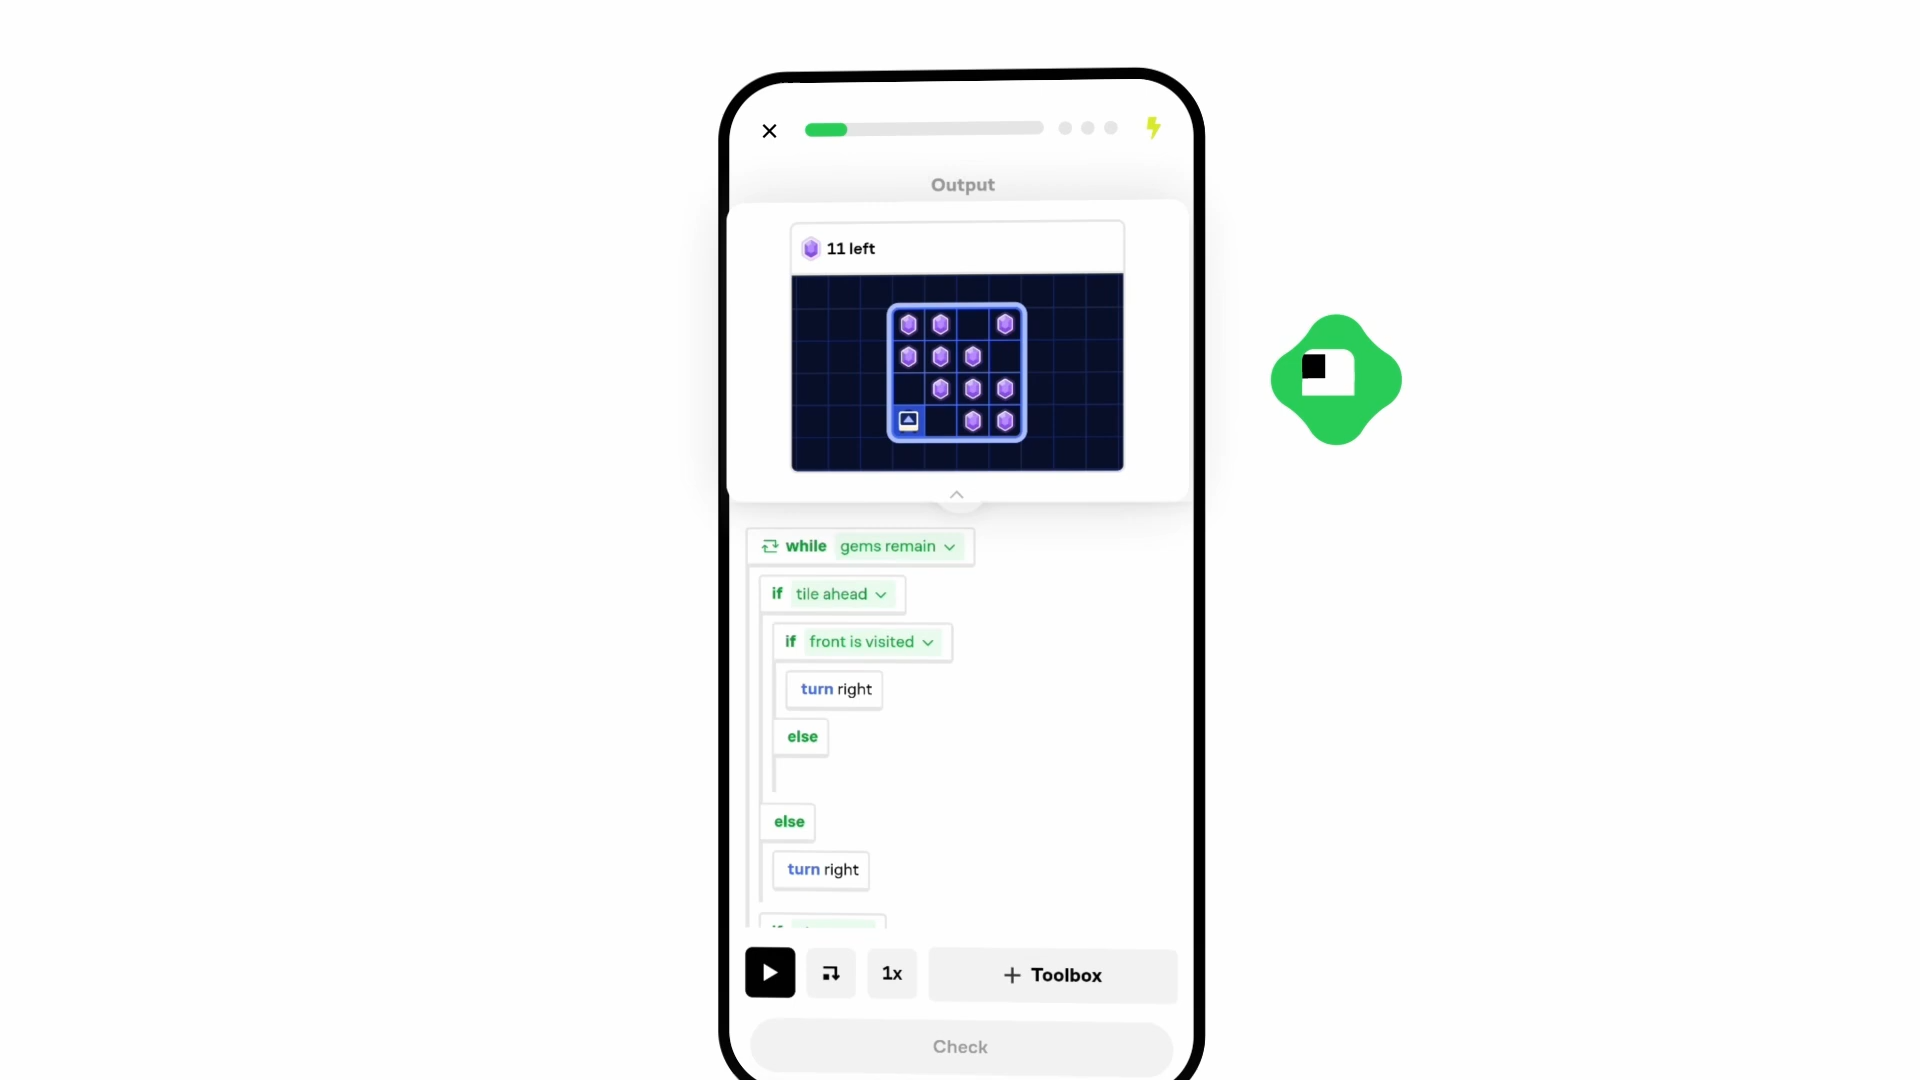 Output
11 left
while gems remain
if tile ahead
if front is visited
turn right
else
else
turn right
1x
+ Toolbox
Check